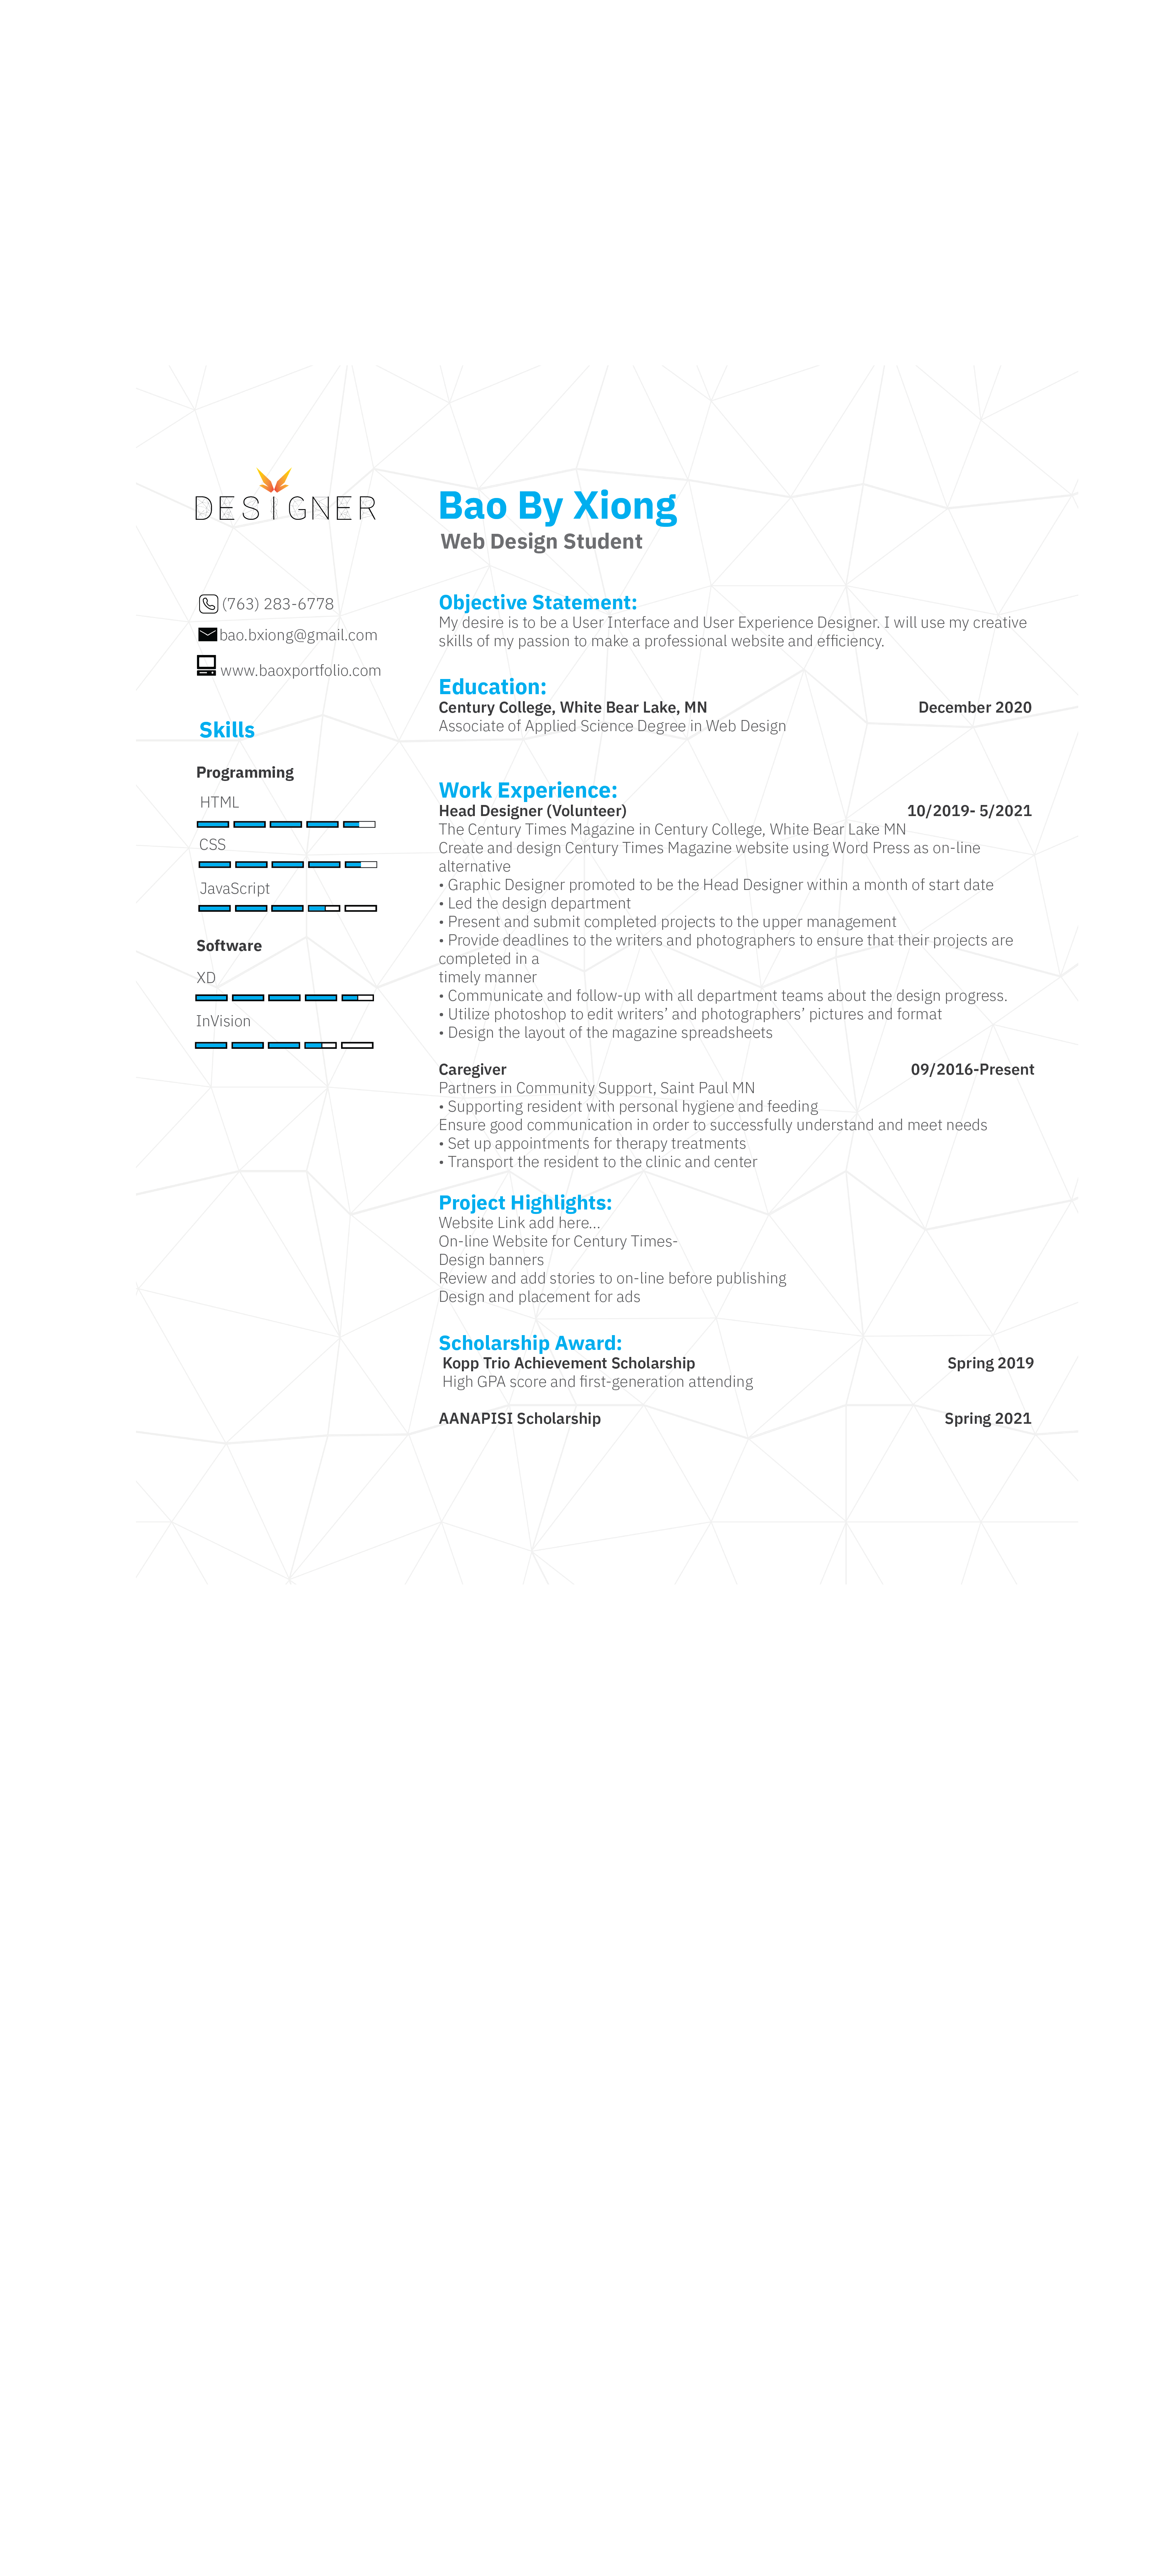 DESIGNER
(763) 283-6778
bao.bxiong@gmail.com
www.baoxportfolio.com
Skills
Programming
HTML
CSS
JavaScript
Software
XD
InVision
Bao By Xiong
Web Design Student
Objective Statement:
My desire is to be a User Interface and User Experience Designer. I will use my creative
skills of my passion to make a professional website and efficiency.
Education:
Century College, White Bear Lake, MN December 2020
Associate of Applied Science Degree in Web Design
Work Experience:
Head Designer (Volunteer) 10/2019- 5/2021
The Century Times Magazine in Century College, White Bear Lake MN
Create and design Century Times Magazine website using Word Press as on-line
alternative
• Graphic Designer promoted to be the Head Designer within a month of start date
• Led the design department
• Present and submit completed projects to the upper management
• Provide deadlines to the writers and photographers to ensure that their projects are
completed in a
timely manner
• Communicate and follow-up with all department teams about the design progress.
• Utilize photoshop to edit writers’ and photographers’ pictures and format
• Design the layout of the magazine spreadsheets
Caregiver 09/2016-Present
Partners in Community Support, Saint Paul MN
• Supporting resident with personal hygiene and feeding
Ensure good communication in order to successfully understand and meet needs
• Set up appointments for therapy treatments
• Transport the resident to the clinic and center
Project Highlights:
Website Link add here...
On-line Website for Century Times-
Design banners
Review and add stories to on-line before publishing
Design and placement for ads
Scholarship Award:
Kopp Trio Achievement Scholarship Spring 2019
High GPA score and first-generation attending
AANAPISI Scholarship Spring 2021